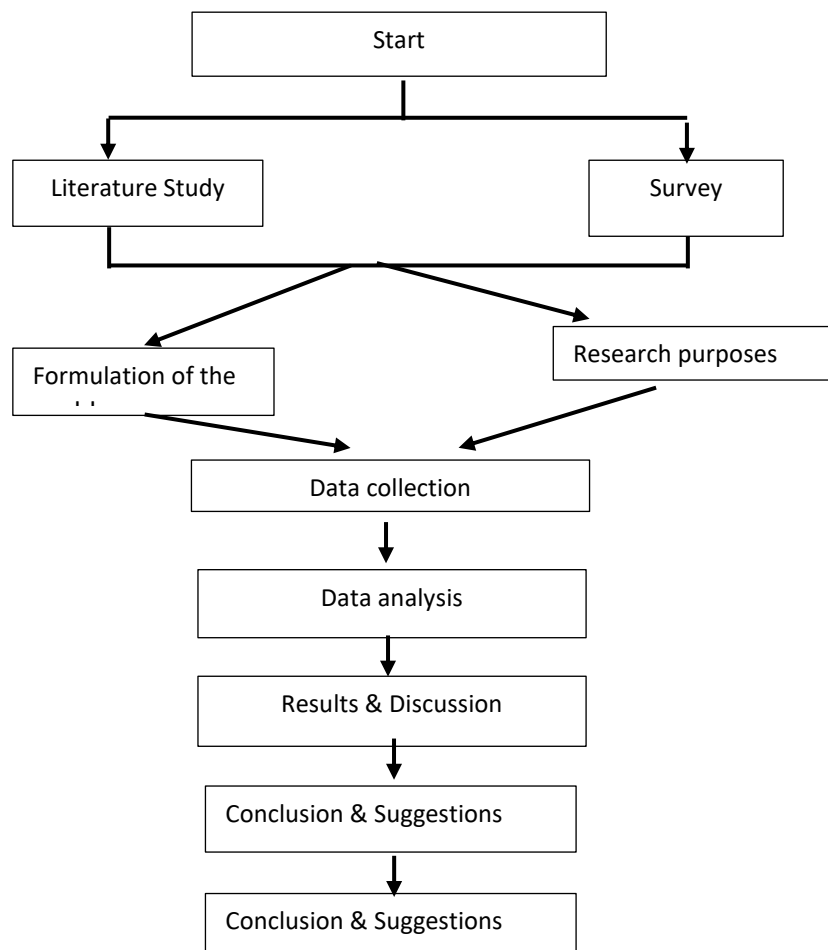 Start
Literature Study
Survey
Research purposes
Formulation of the
Data collection
Data analysis
Results & Discussion
Conclusion & Suggestions
Conclusion & Suggestions